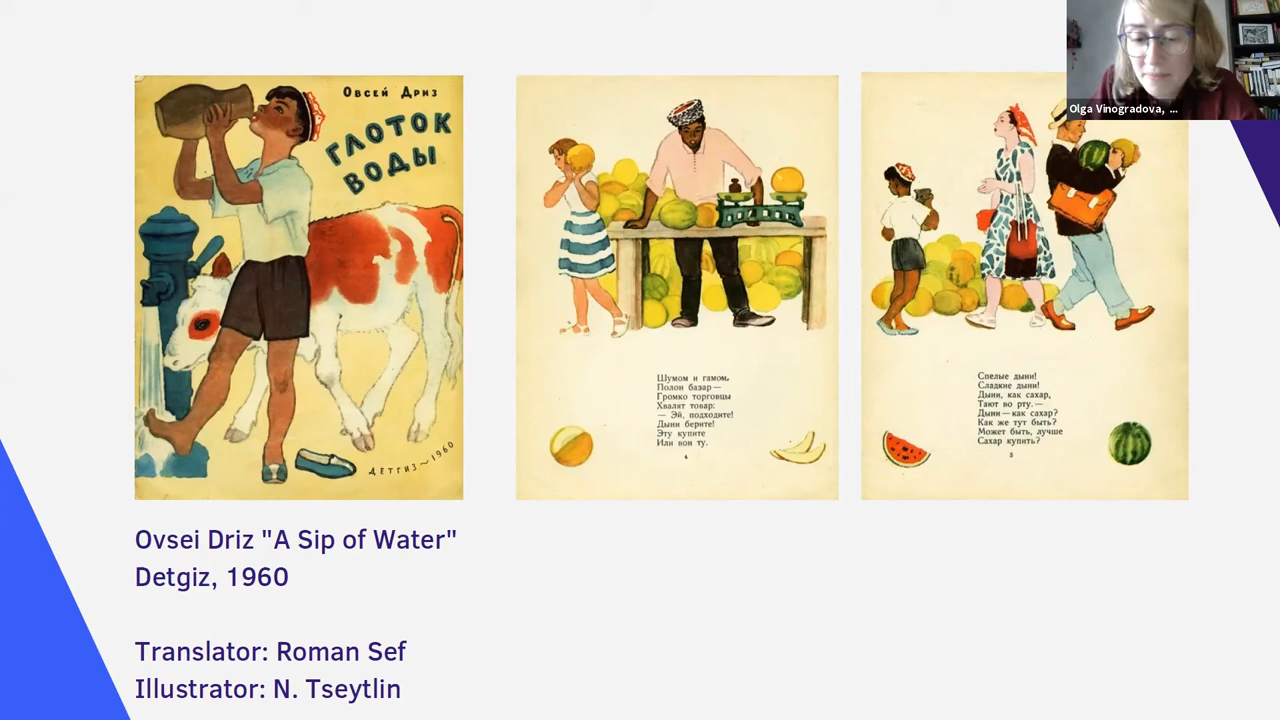 Овсей Дриз
ГЛОТОК
ВОДЫ
ДЕТГИЗ~1960
Шумом и гамом,
Полон базар—
Громко торговцы
Хвалят товар:
— Эй, подходите!
Дыни берите!
Эту купите
Или вон ту.
4
Спелые дыни!
Сладкие дыни!
Дыни, как сахар,
Тают во рту.—
Дыни—как сахар?
Как же тут быть?
Может быть, лучше
Сахар купить?
5
Olga Vinogradova, ...
Ovsei Driz "A Sip of Water"
Detgiz, 1960
Translator: Roman Sef
Illustrator: N. Tseytlin